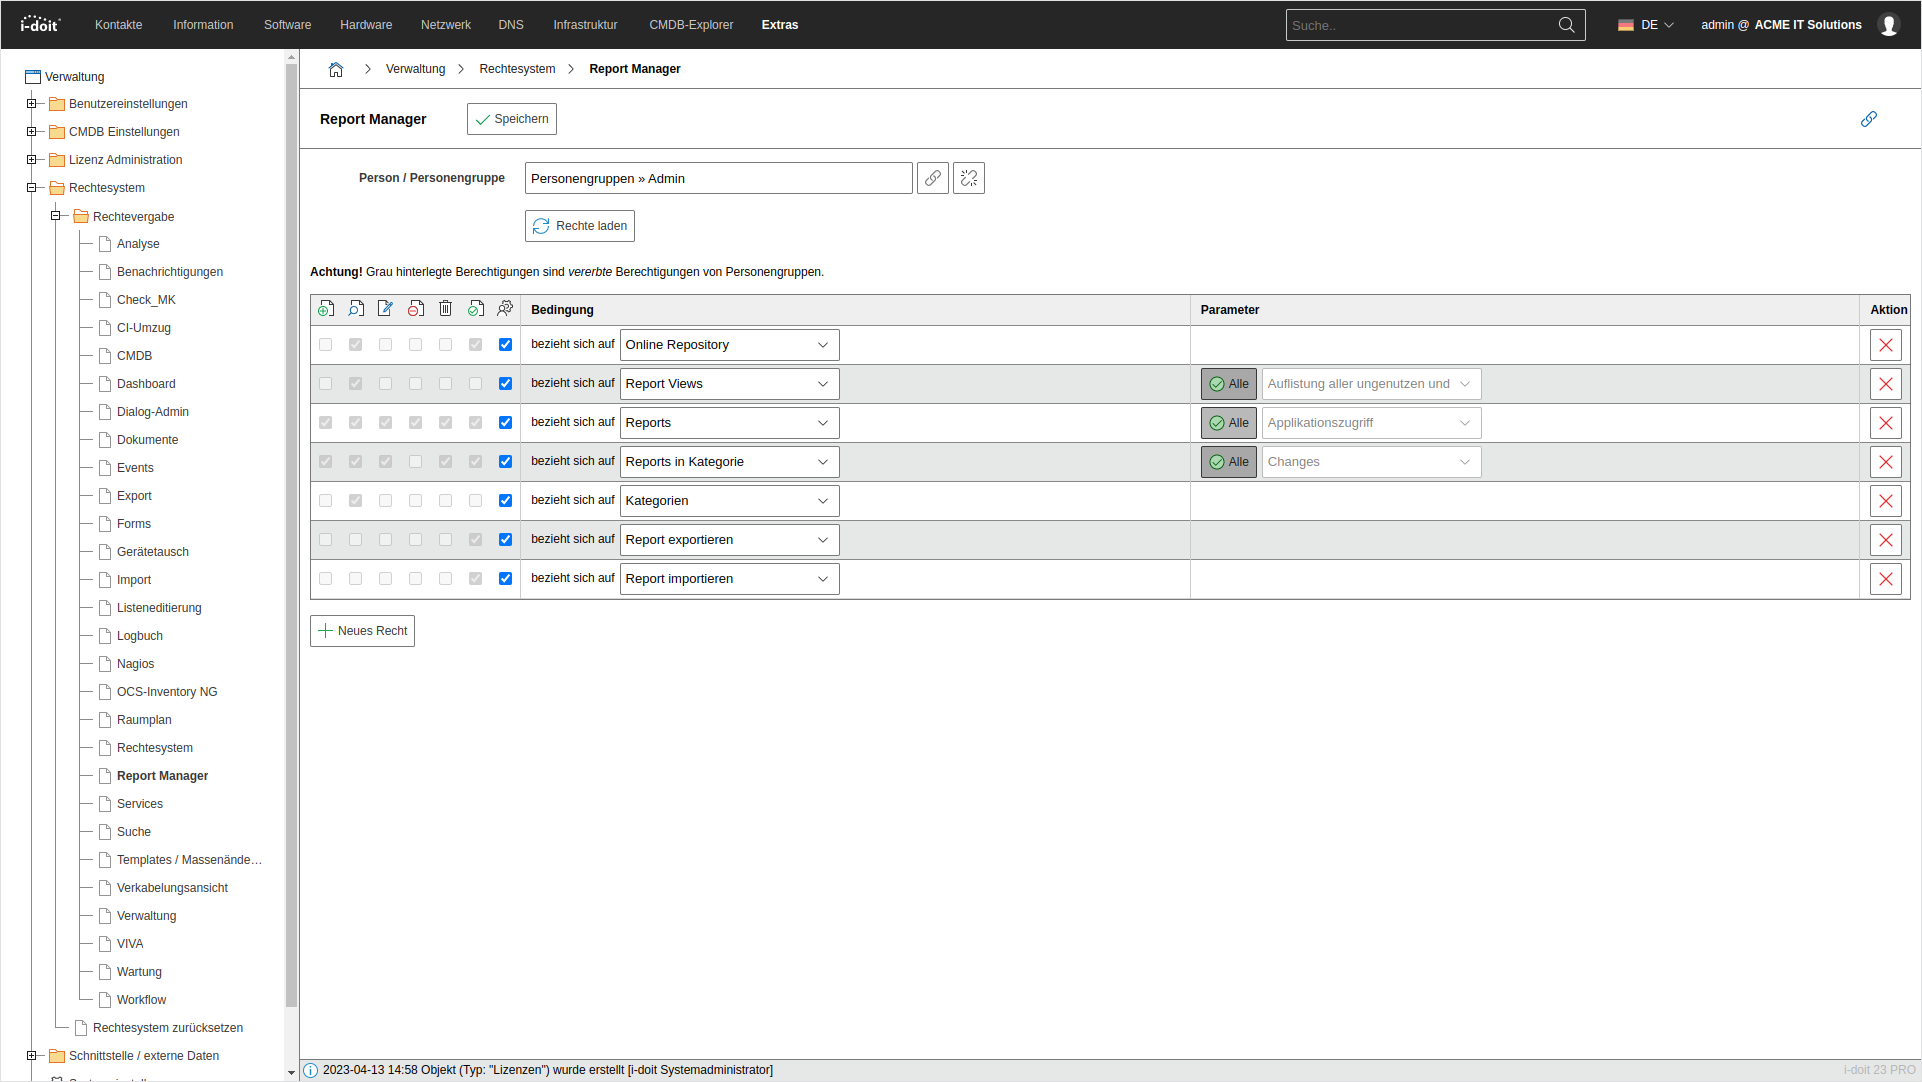 i-doit Kontakte Information Software Hardware Netzwerk DNS Infrastruktur CMDB-Explorer Extras Suche.. DE admin @ ACME IT Solutions
Verwaltung
Benutzereinstellungen
CMDB Einstellungen
Lizenz Administration
Rechtesystem
Rechtevergabe
Analyse
Benachrichtigungen
Check_MK
CI-Umzug
CMDB
Dashboard
Dialog-Admin
Dokumente
Events
Export
Forms
Gerätetausch
Import
Listeneditierung
Logbuch
Nagios
OCS-Inventory NG
Raumplan
Rechtesystem
Report Manager
Services
Suche
Templates / Massenände…
Verkabelungsansicht
Verwaltung
VIVA
Wartung
Workflow
Rechtesystem zurücksetzen
Schnittstelle / externe Daten
Verwaltung Rechtesystem Report Manager
Report Manager Speichern
Person / Personengruppe Personengruppen » Admin
Rechte laden
Achtung! Grau hinterlegte Berechtigungen sind vererbte Berechtigungen von Personengruppen.
Bedingung Parameter Aktion
bezieht sich auf Online Repository
bezieht sich auf Report Views Alle Auflistung aller ungenutzen und
bezieht sich auf Reports Alle Applikationszugriff
bezieht sich auf Reports in Kategorie Alle Changes
bezieht sich auf Kategorien
bezieht sich auf Report exportieren
bezieht sich auf Report importieren
Neues Recht
2023-04-13 14:58 Objekt (Typ: "Lizenzen") wurde erstellt [i-doit Systemadministrator] i-doit 23 PRO